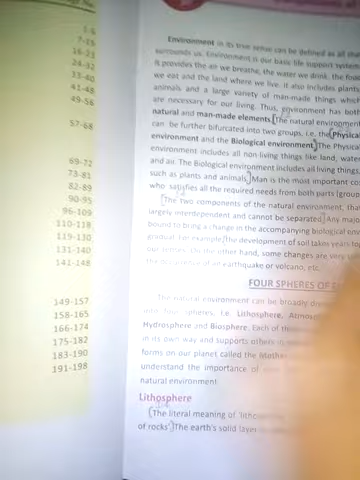 ge No.
1-6
7-15
16-23
24-32
33-40
41-48
49-56
57-68
69-72
73-81
82-89
90-95
96-109
110-118
119-130
131-140
141-148
149-157
158-165
166-174
175-182
183-190
191-198
Environment in its true sense can be defined as all that
surrounds us. Environment is our basic life support system.
It provides the air we breathe, the water we drink, the food
we eat and the land where we live. It also includes plants,
animals and a large variety of man-made things which
are necessary for our living. Thus, environment has both
natural and man-made elements. [The natural environment
can be further bifurcated into two groups, i.e. the (Physical
environment and the Biological environment.] The Physical
environment includes all non-living things like land, water
and air. The Biological environment includes all living things,
such as plants and animals.] Man is the most important
who satisfies all the required needs from both parts (group
[The two components of the natural environment, that
largely interdependent and cannot be separated.] Any major
bound to bring a change in the accompanying biological
gradual. For example, [the development of soil takes years to
our senses. On the other hand, some changes are very
the occurrence of an earthquake or volcano, etc.
FOUR SPHERES OF
The natural environment can be broadly
into four spheres, i.e. Lithosphere,
Hydrosphere and Biosphere. Each of
in its own way and supports others in
forms on our planet called the Mother
understand the importance of
natural environment.
Lithosphere
(The literal meaning of
of rocks'.] The earth's solid layer